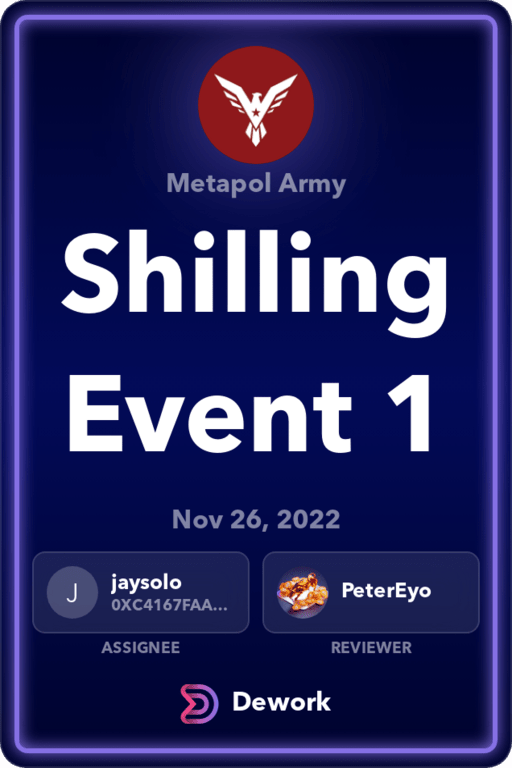 Metapol Army
Shilling
Event 1
Nov 26, 2022
J
jaysolo
0XC4167FAA...
PeterEyo
ASSIGNEE
REVIEWER
Dework